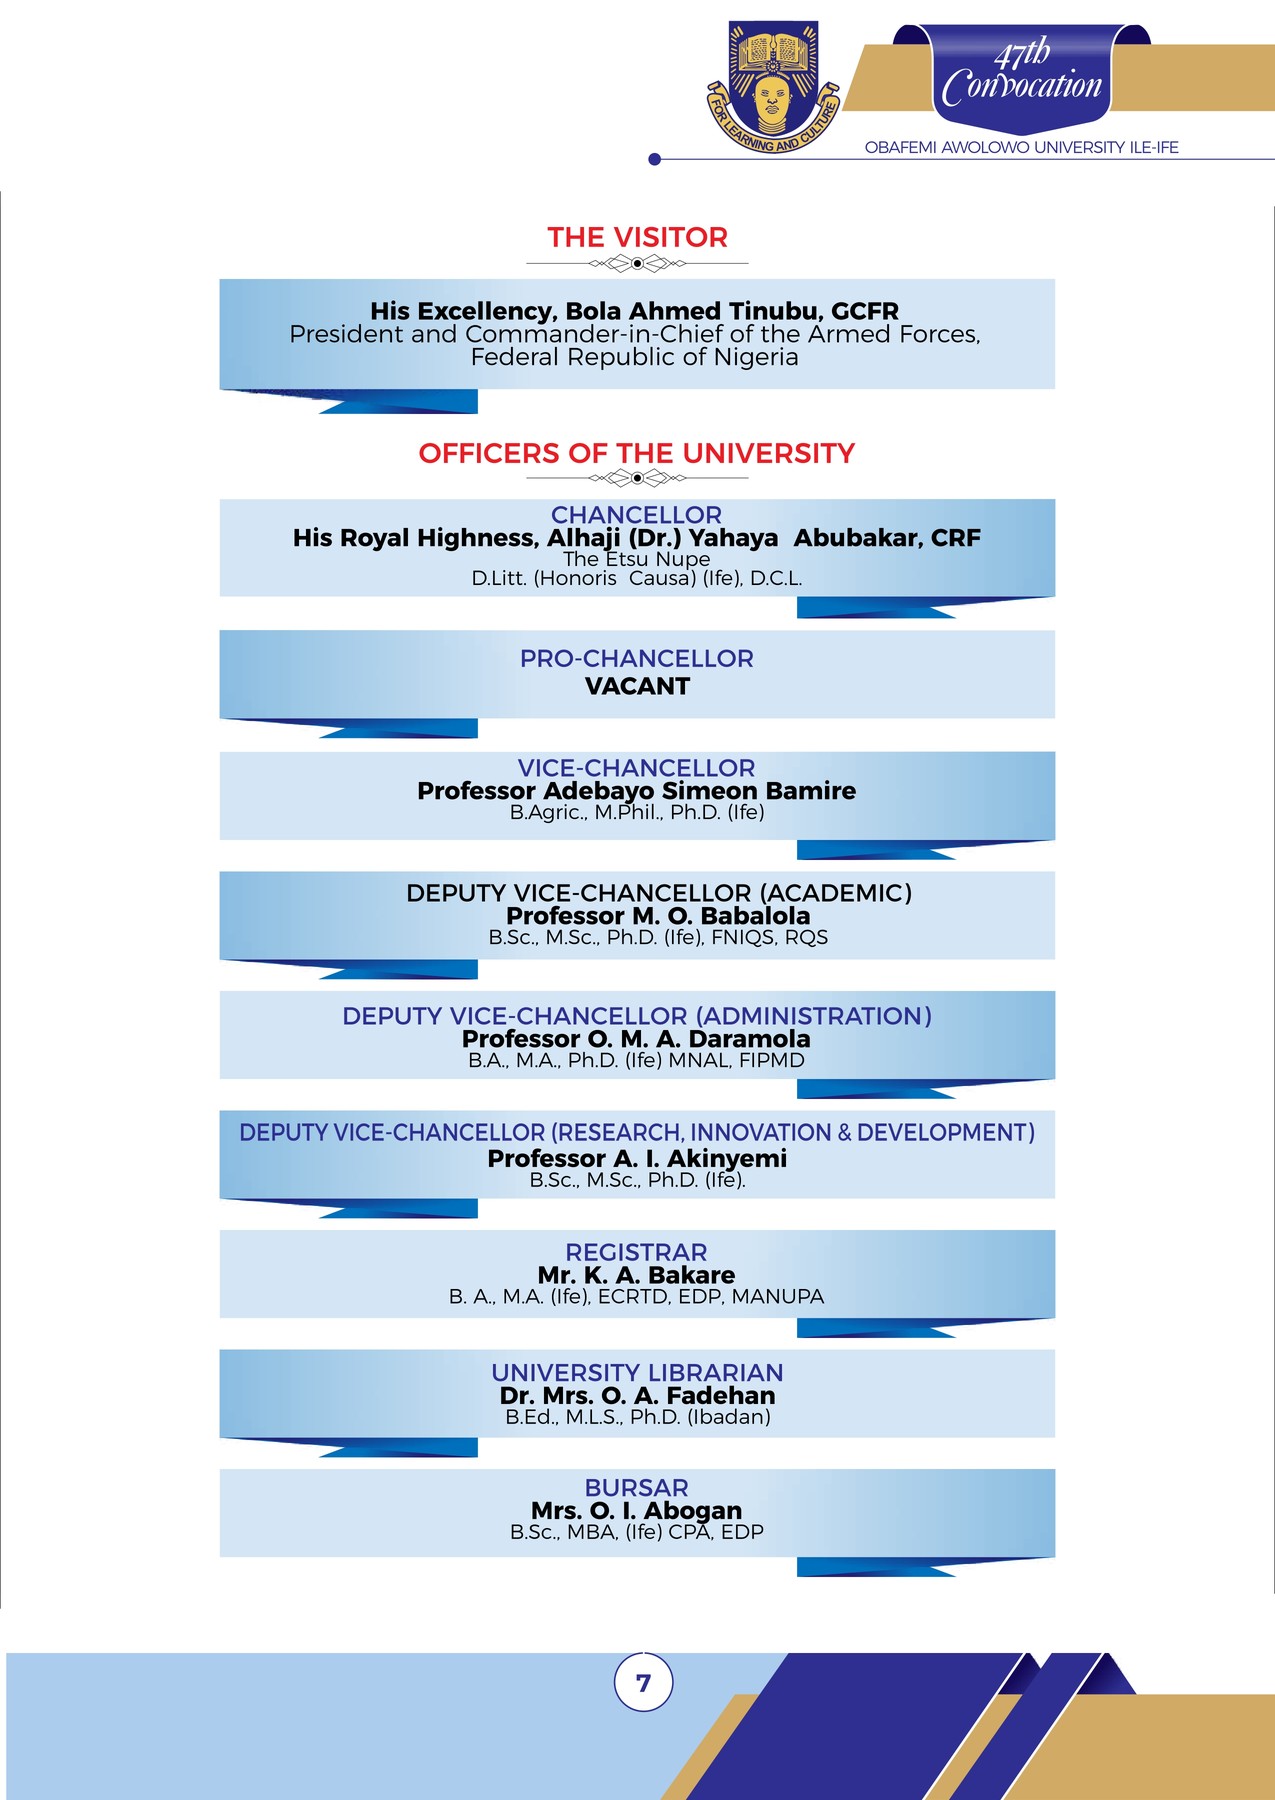 FOR LEARNING AND CULTURE
47th
Convocation
OBAFEMI AWOLOWO UNIVERSITY ILE-IFE
THE VISITOR
His Excellency, Bola Ahmed Tinubu, GCFR
President and Commander-in-Chief of the Armed Forces,
Federal Republic of Nigeria
OFFICERS OF THE UNIVERSITY
CHANCELLOR
His Royal Highness, Alhaji (Dr.) Yahaya  Abubakar, CRF
The Etsu Nupe
D.Litt. (Honoris  Causa) (Ife), D.C.L.
PRO-CHANCELLOR
VACANT
VICE-CHANCELLOR
Professor Adebayo Simeon Bamire
B.Agric., M.Phil., Ph.D. (Ife)
DEPUTY VICE-CHANCELLOR (ACADEMIC)
Professor M. O. Babalola
B.Sc., M.Sc., Ph.D. (Ife), FNIQS, RQS
DEPUTY VICE-CHANCELLOR (ADMINISTRATION)
Professor O. M. A. Daramola
B.A., M.A., Ph.D. (Ife) MNAL, FIPMD
DEPUTY VICE-CHANCELLOR (RESEARCH, INNOVATION & DEVELOPMENT)
Professor A. I. Akinyemi
B.Sc., M.Sc., Ph.D. (Ife).
REGISTRAR
Mr. K. A. Bakare
B. A., M.A. (Ife), ECRTD, EDP, MANUPA
UNIVERSITY LIBRARIAN
Dr. Mrs. O. A. Fadehan
B.Ed., M.L.S., Ph.D. (Ibadan)
BURSAR
Mrs. O. I. Abogan
B.Sc., MBA, (Ife) CPA, EDP
7